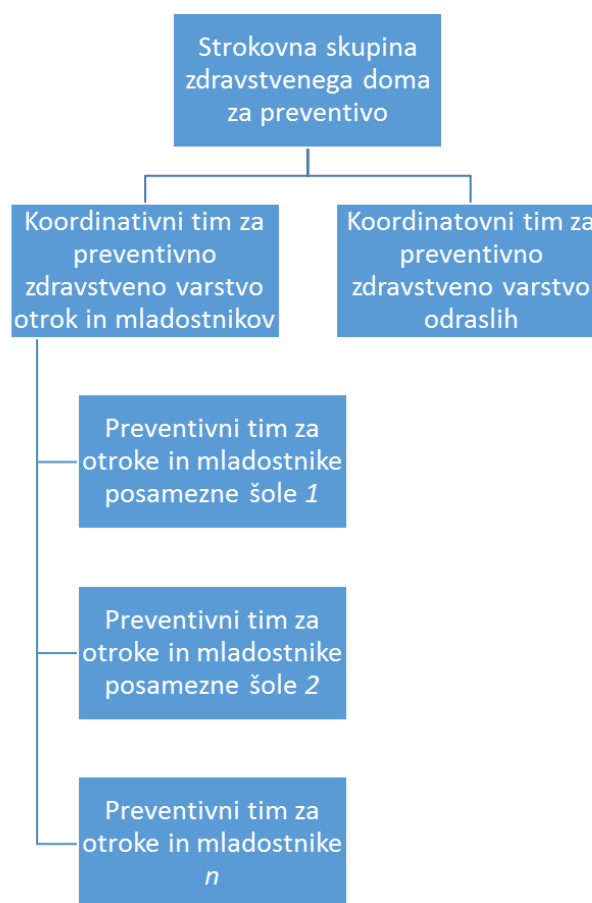 Strokovna skupina
zdravstvenega doma
za preventivo
Koordinativni tim za
preventivno
zdravstveno varstvo
otrok in mladostnikov
Koordinatovni tim za
preventivno
zdravstveno varstvo
odraslih
Preventivni tim za
otroke in mladostnike
posamezne šole 1
Preventivni tim za
otroke in mladostnike
posamezne šole 2
Preventivni tim za
otroke in mladostnike
n